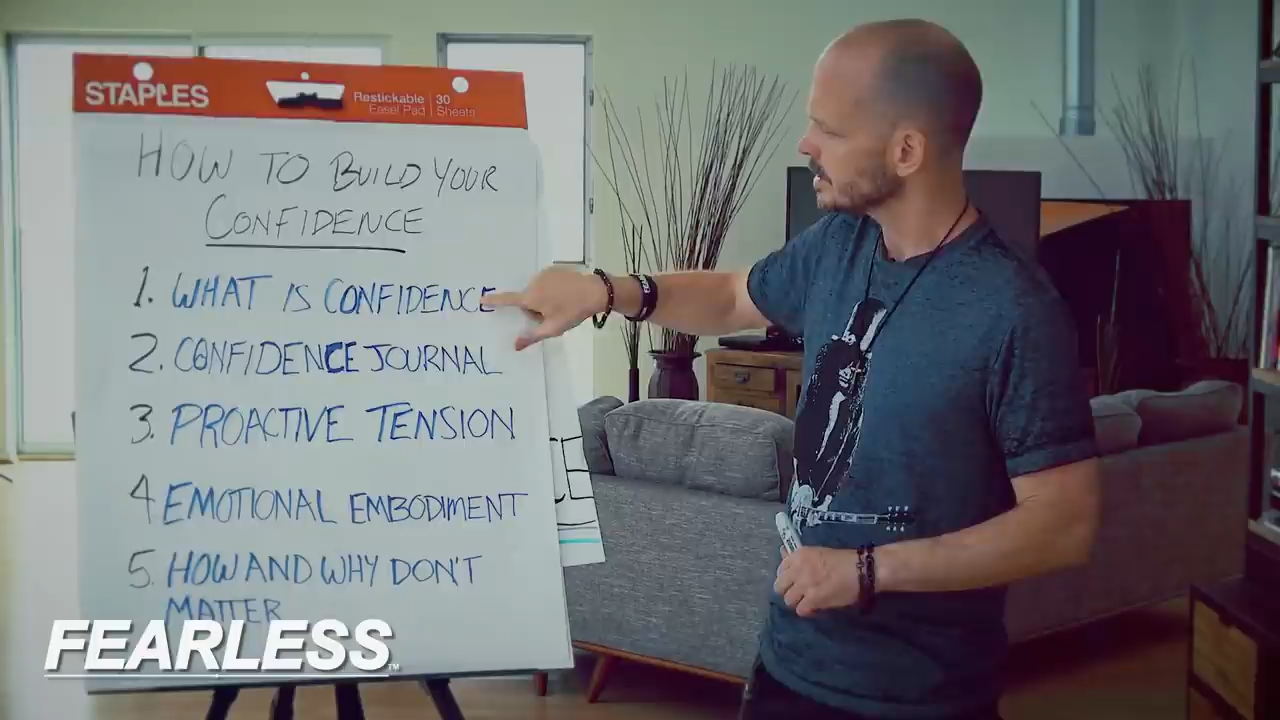 STAPLES
Restickable | 30
Easel Pad | Sheets
HOW TO BUILD YOUR
CONFIDENCE
1. WHAT IS CONFIDENCE
2. CONFIDENCE JOURNAL
3. PROACTIVE TENSION
4 EMOTIONAL EMBODIMENT
5. HOW AND WHY DON'T
MATTER
FEARLESS™